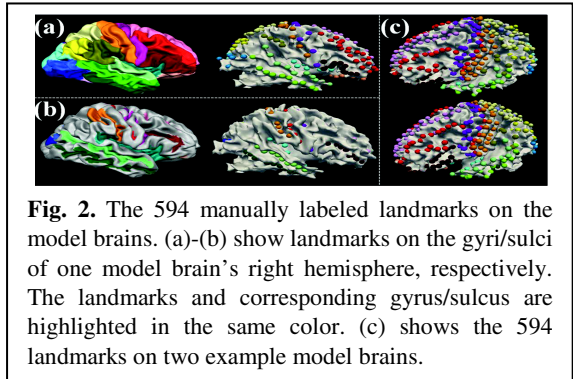 (a)
(c)
(b)
Fig. 2. The 594 manually labeled landmarks on the
model brains. (a)-(b) show landmarks on the gyri/sulci
of one model brain's right hemisphere, respectively.
The landmarks and corresponding gyrus/sulcus are
highlighted in the same color. (c) shows the 594
landmarks on two example model brains.